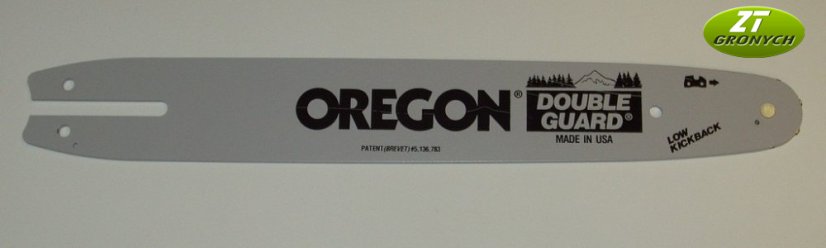 ZT
GRONYCH
OREGON®
DOUBLE
GUARD®
MADE IN USA
LOW
KICKBACK
PATENT(BREVET)#5,136,783